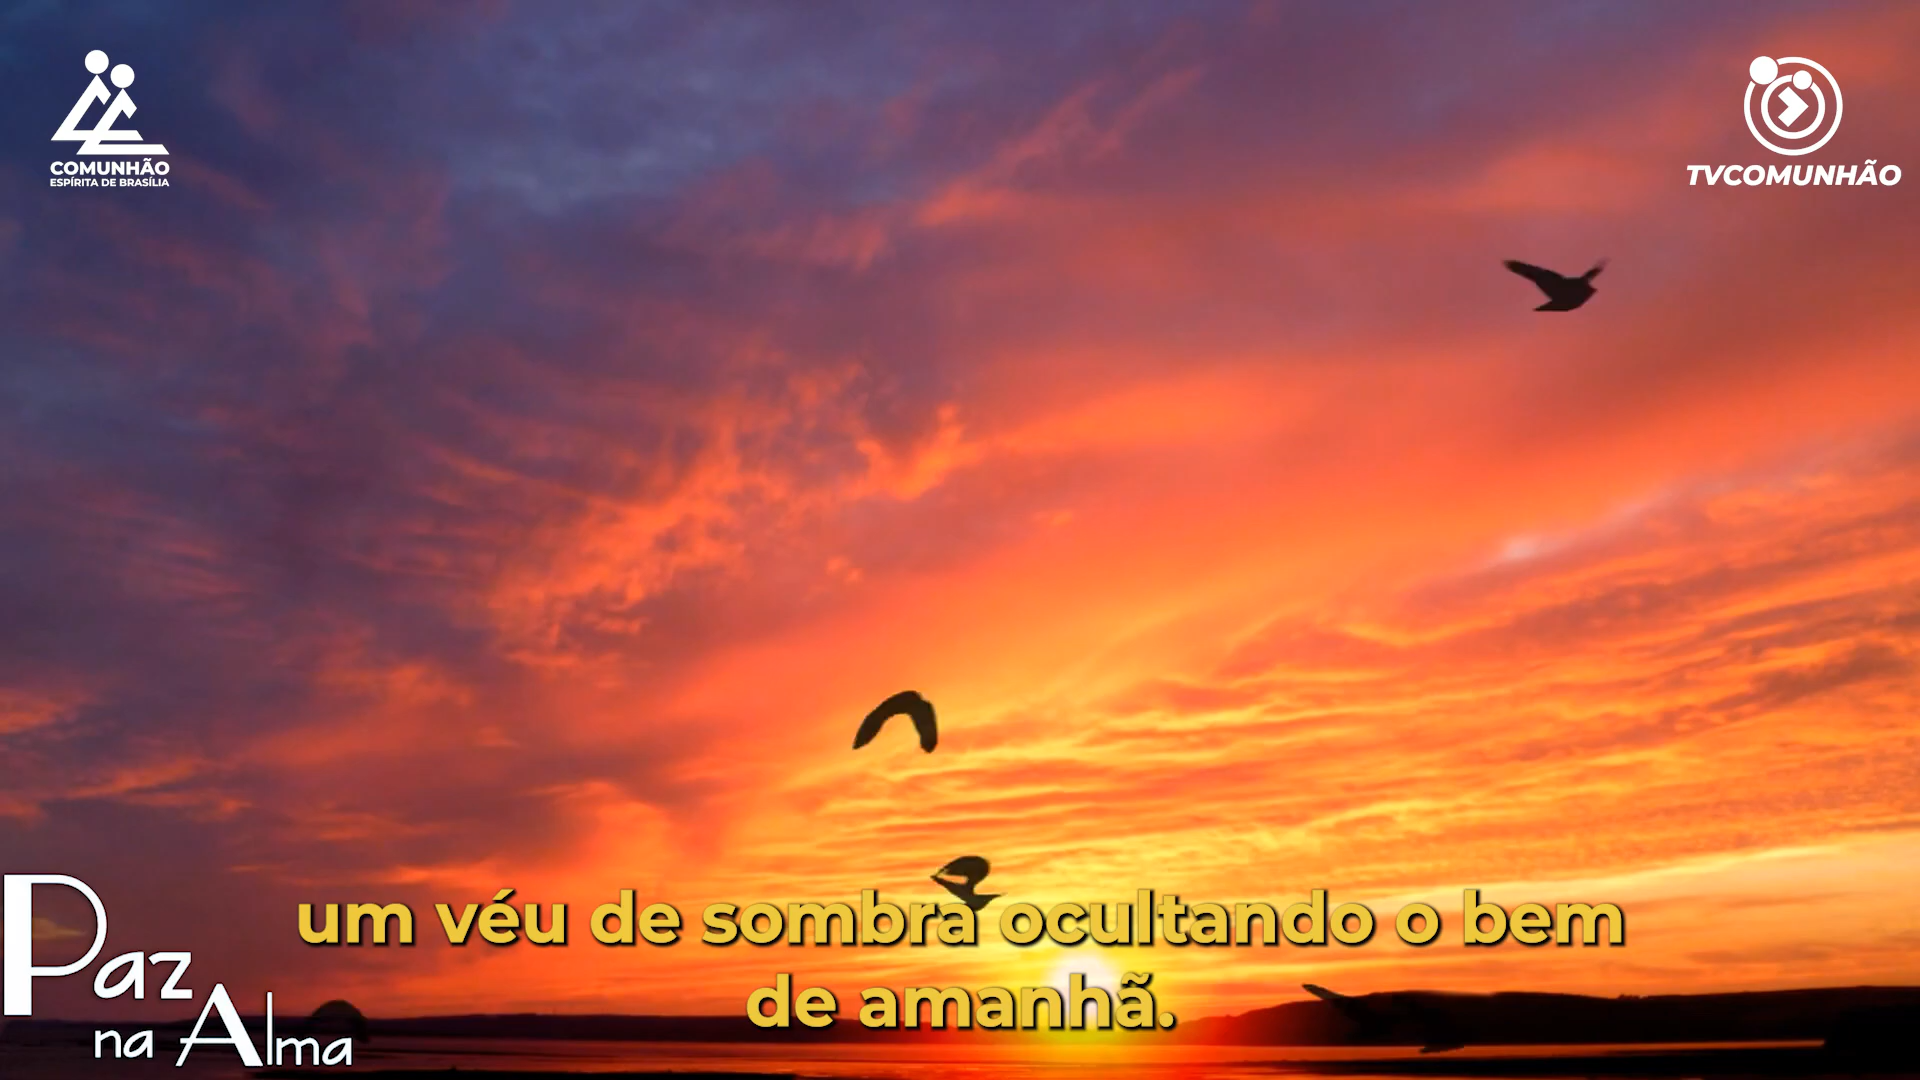 COMUNHÃO
ESPÍRITA DE BRASÍLIA
TVCOMUNHÃO
um véu de sombra ocultando o bem
de amanhã.
Paz
na Alma